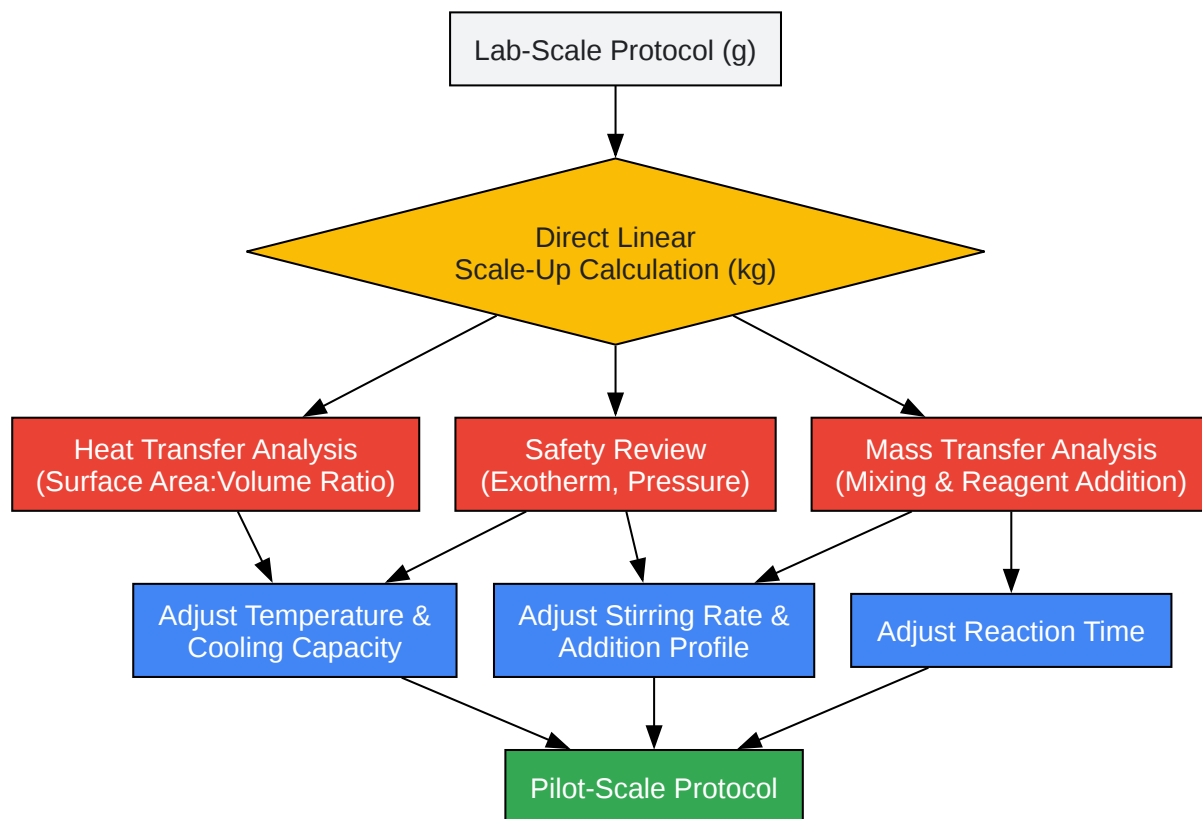 Lab-Scale Protocol (g)
Direct Linear
Scale-Up Calculation (kg)
Heat Transfer Analysis
(Surface Area:Volume Ratio)
Safety Review
(Exotherm, Pressure)
Mass Transfer Analysis
(Mixing & Reagent Addition)
Adjust Temperature &
Cooling Capacity
Adjust Stirring Rate &
Addition Profile
Adjust Reaction Time
Pilot-Scale Protocol